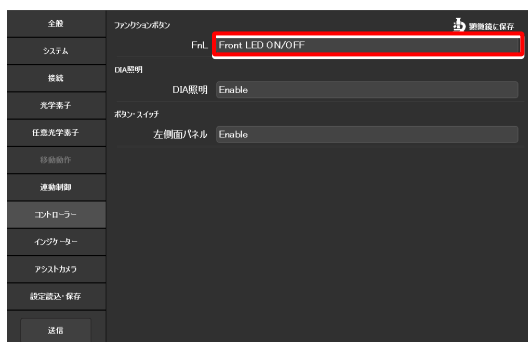 全般
システム
接続
光学素子
任意光学素子
移動動作
連動制御
コントローラー
インジケーター
アシストカメラ
設定読込・保存
送信
ファンクションボタン
顕微鏡に保存
FnL Front LED ON/OFF
DIA照明
DIA照明 Enable
ボタン・スイッチ
左側面パネル Enable